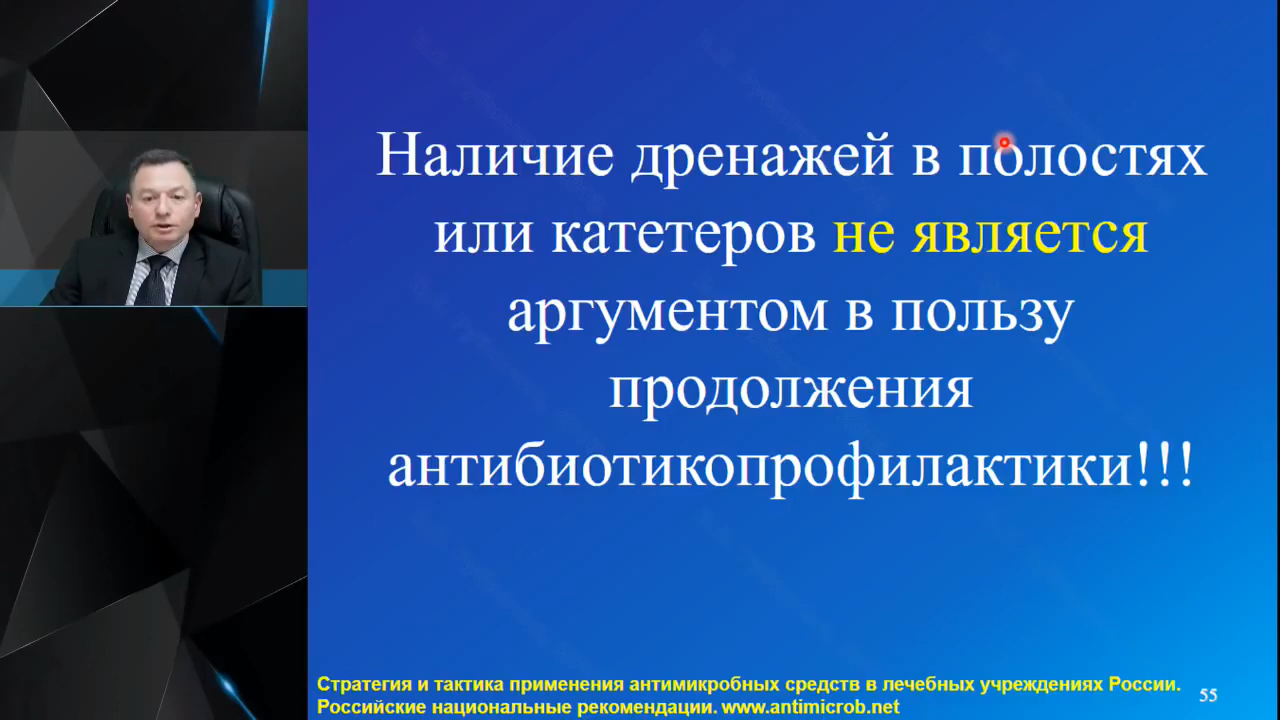 Наличие дренажей в полостях
или катетеров не является
аргументом в пользу
продолжения
антибиотикопрофилактики!!!
Стратегия и тактика применения антимикробных средств в лечебных учреждениях России.
Российские национальные рекомендации. www.antimicrob.net
55